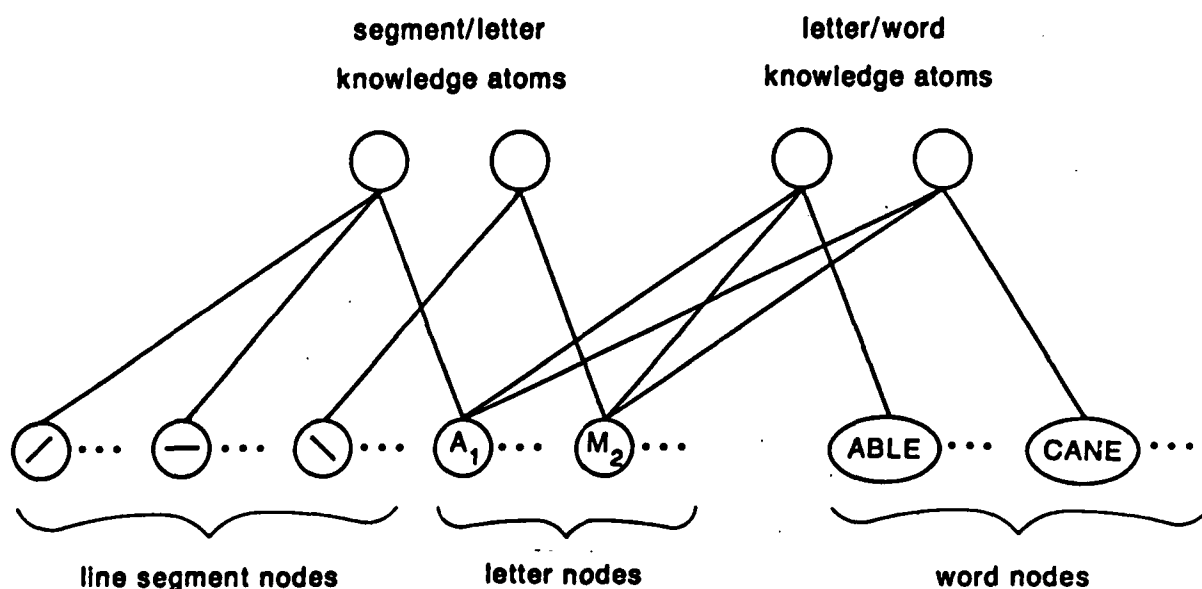 segment/letter
knowledge atoms
letter/word
knowledge atoms
A1 ... M2 ... ABLE ... CANE ...
line segment nodes
letter nodes
word nodes